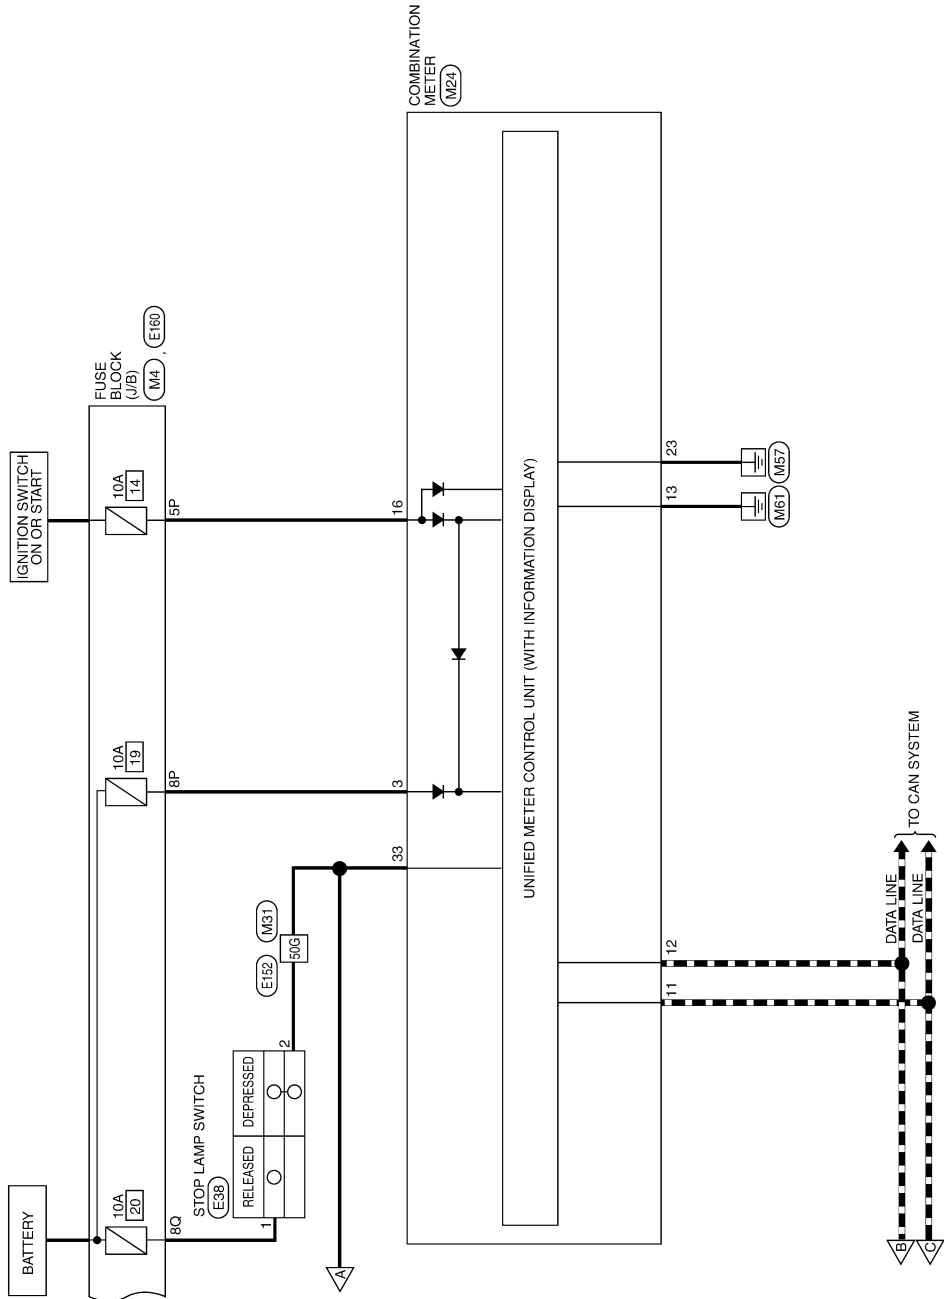 BATTERY
IGNITION SWITCH
ON OR START
FUSE
BLOCK
(J/B)
M4 , E160
10A
20
10A
19
10A
14
8Q
8P
5P
STOP LAMP SWITCH
E38
RELEASED
DEPRESSED
1
2
E152
M31
50G
A
33
3
16
COMBINATION
METER
M24
UNIFIED METER CONTROL UNIT (WITH INFORMATION DISPLAY)
11
12
13
23
M61
M57
DATA LINE
DATA LINE
TO CAN SYSTEM
B
C